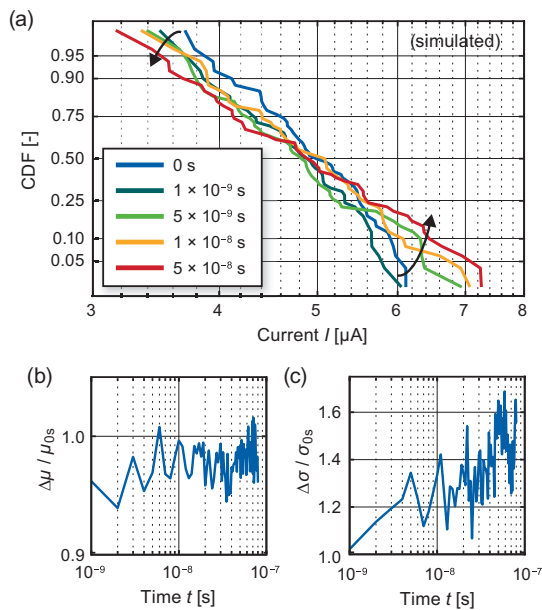 (a)
(simulated)
0.95
0.90
0.75
0.50
0.25
0.10
0.05
CDF [-]
0 s
1 × 10⁻⁹ s
5 × 10⁻⁹ s
1 × 10⁻⁸ s
5 × 10⁻⁸ s
3 4 5 6 7 8
Current I [µA]
(b)
1.0
0.9
Δµ / µ0s
10⁻⁹ 10⁻⁸ 10⁻⁷
Time t [s]
(c)
1.6
1.4
1.2
1.0
Δσ / σ0s
10⁻⁹ 10⁻⁸ 10⁻⁷
Time t [s]